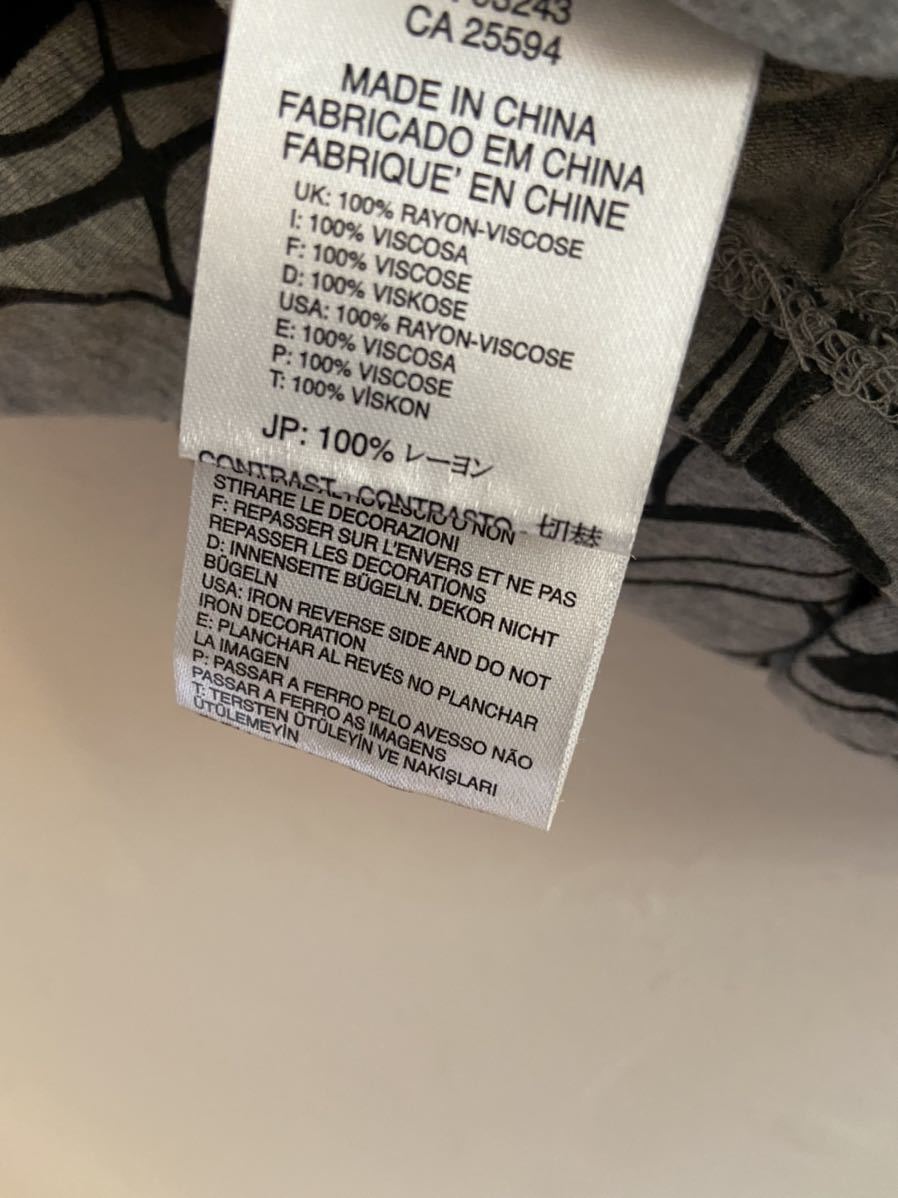 CA 25594
MADE IN CHINA
FABRICADO EM CHINA
FABRIQUE' EN CHINE
UK: 100% RAYON-VISCOSE
I: 100% VISCOSA
F: 100% VISCOSE
D: 100% VISKOSE
USA: 100% RAYON-VISCOSE
E: 100% VISCOSA
P: 100% VISCOSE
T: 100% VİSKON
JP: 100% レーヨン
CONTRAST - CONTRASTO - 切替
STIRARE LE DECORAZIONI
F: REPASSER SUR L'ENVERS ET NE PAS
REPASSER LES DECORATIONS
D: INNENSEITE BÜGELN. DEKOR NICHT
BÜGELN
USA: IRON REVERSE SIDE AND DO NOT
IRON DECORATION
E: PLANCHAR AL REVÉS NO PLANCHAR
LA IMAGEN
P: PASSAR A FERRO PELO AVESSO NÃO
PASSAR A FERRO AS IMAGENS
T: TERSTEN ÜTÜLEYİN VE NAKIŞLARI
ÜTÜLEMEYİN